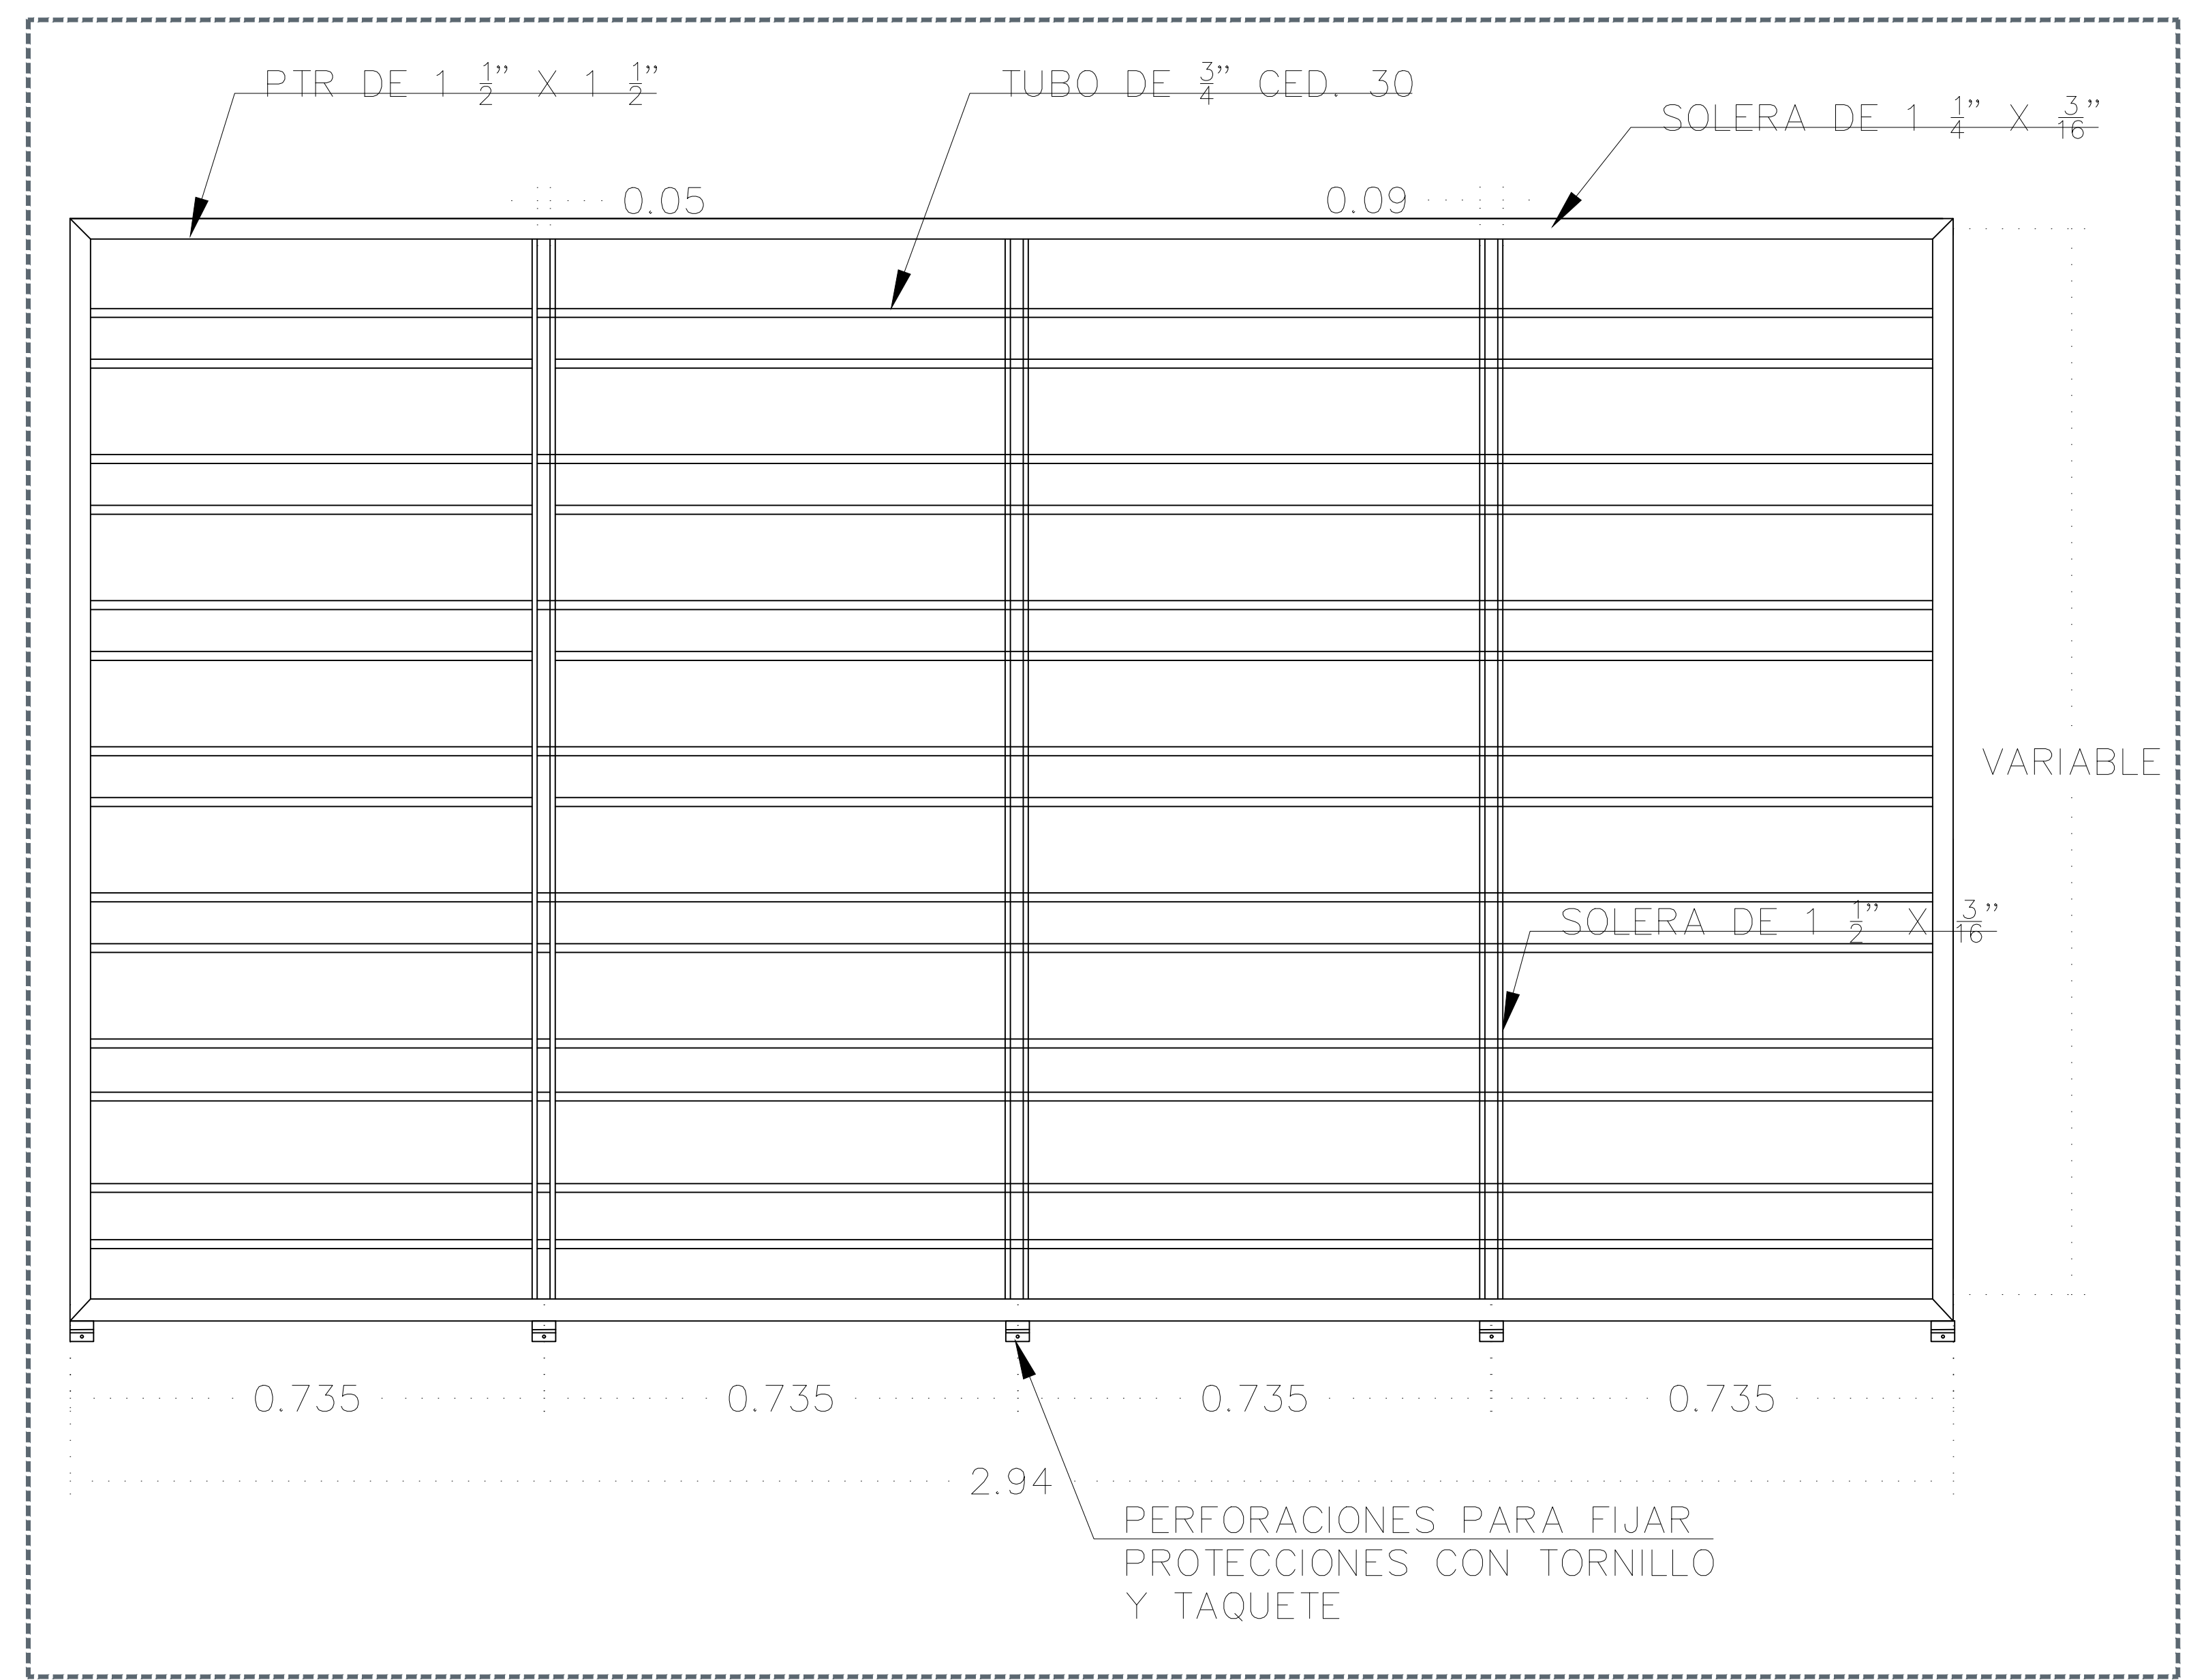 PTR DE 1 1/2" X 1 1/2"
TUBO DE 3/4" CED. 30
SOLERA DE 1 1/4" X 3/16"
0.05
0.09
VARIABLE
SOLERA DE 1 1/2" X 3/16"
0.735
0.735
0.735
0.735
2.94
PERFORACIONES PARA FIJAR
PROTECCIONES CON TORNILLO
Y TAQUETE